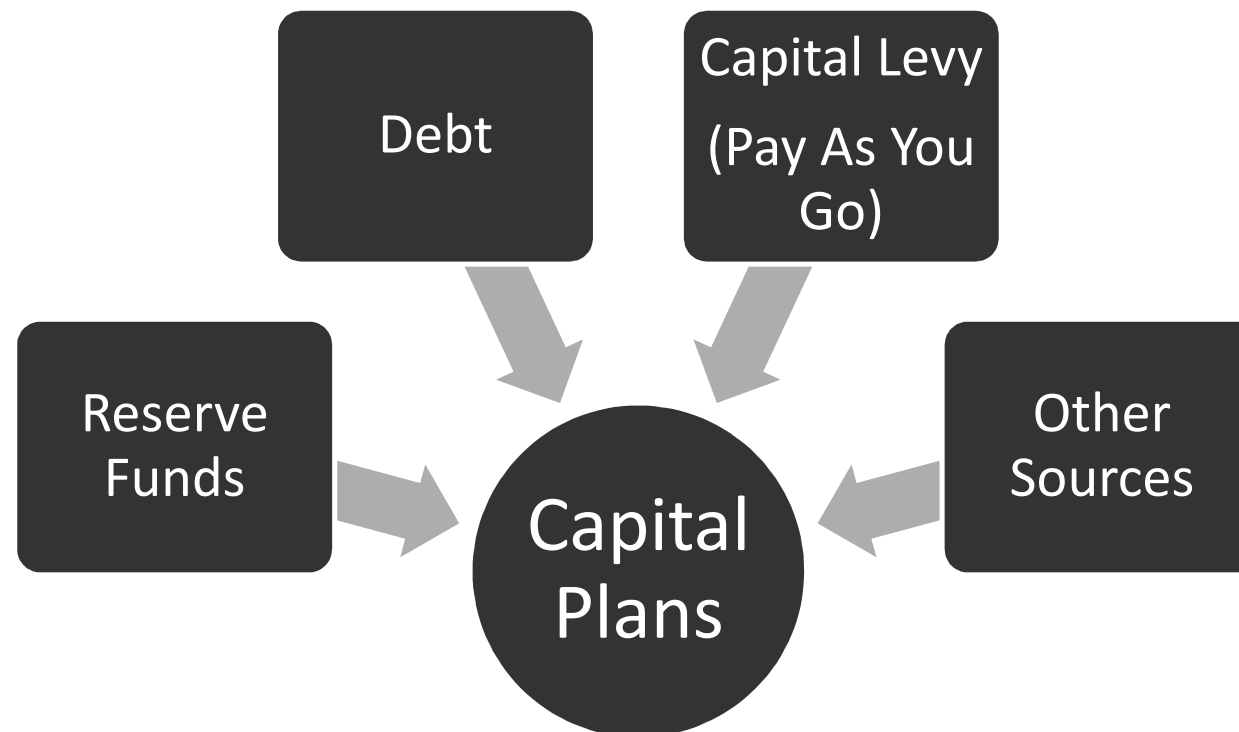 Debt
Capital Levy
(Pay As You
Go)
Reserve
Funds
Other
Sources
Capital
Plans